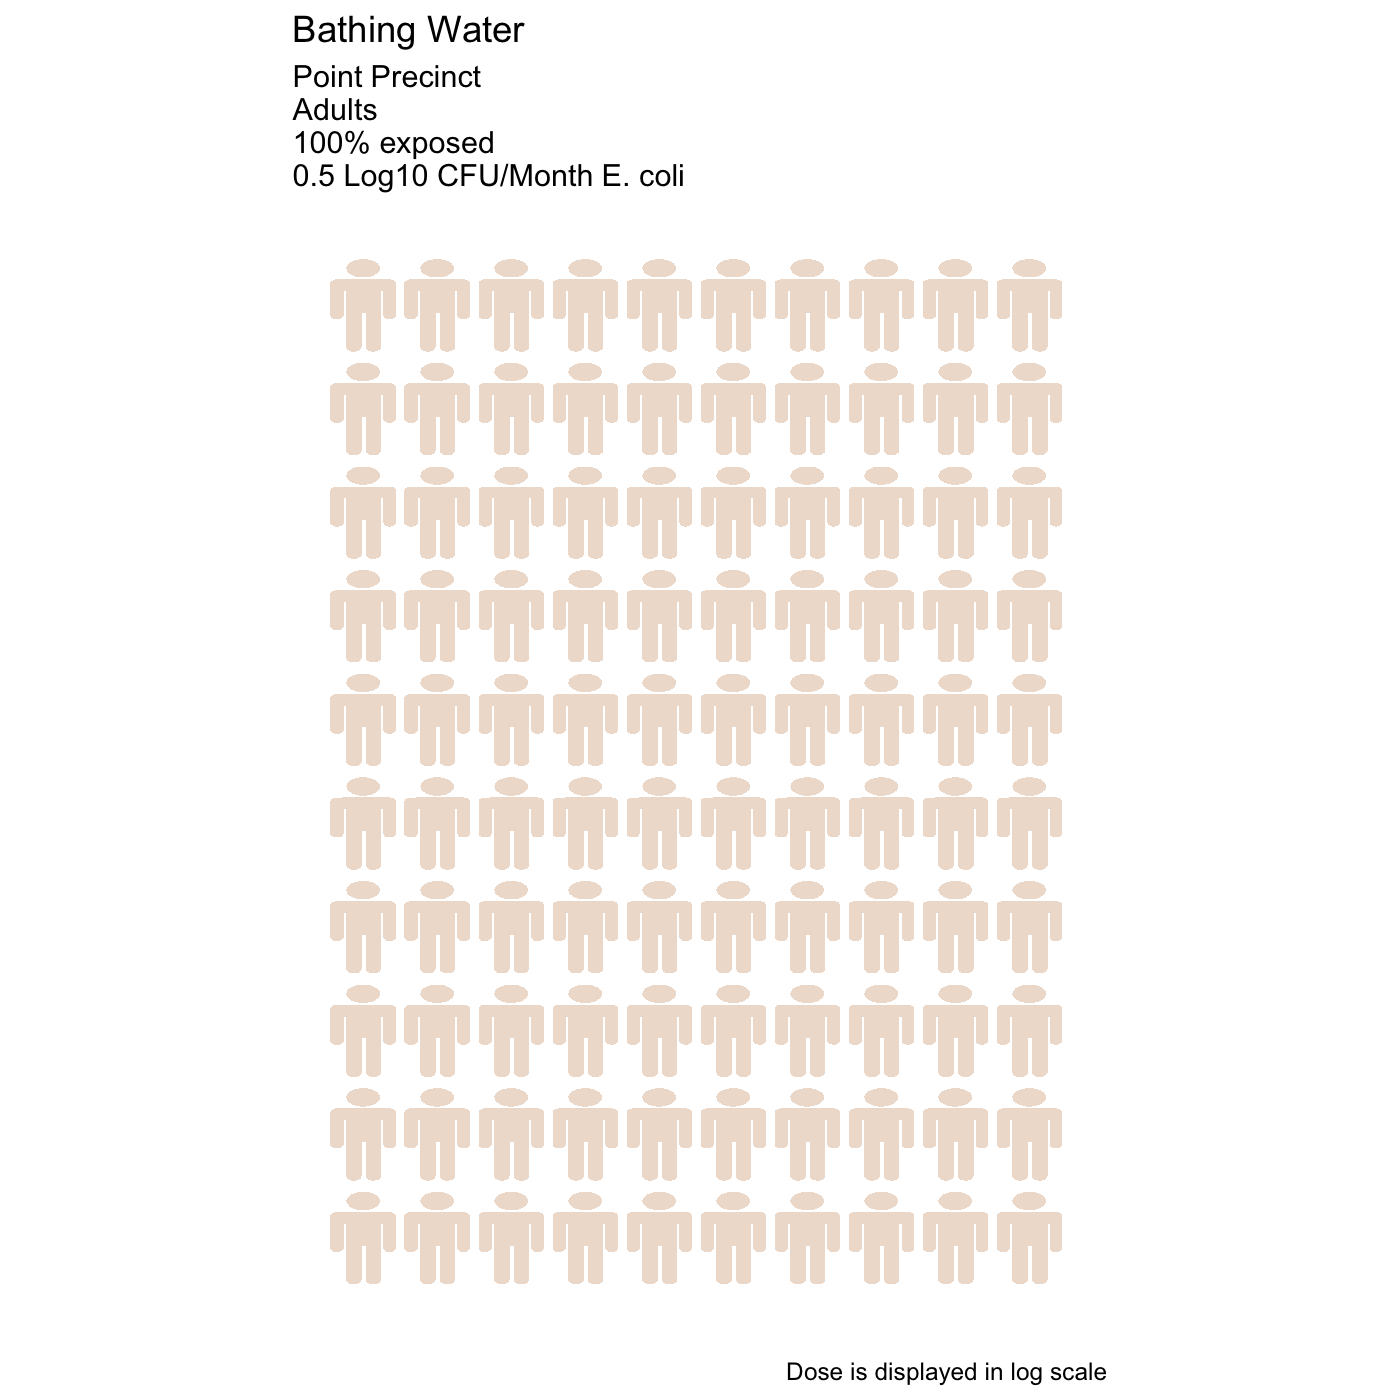 Bathing Water
Point Precinct
Adults
100% exposed
0.5 Log10 CFU/Month E. coli
Dose is displayed in log scale